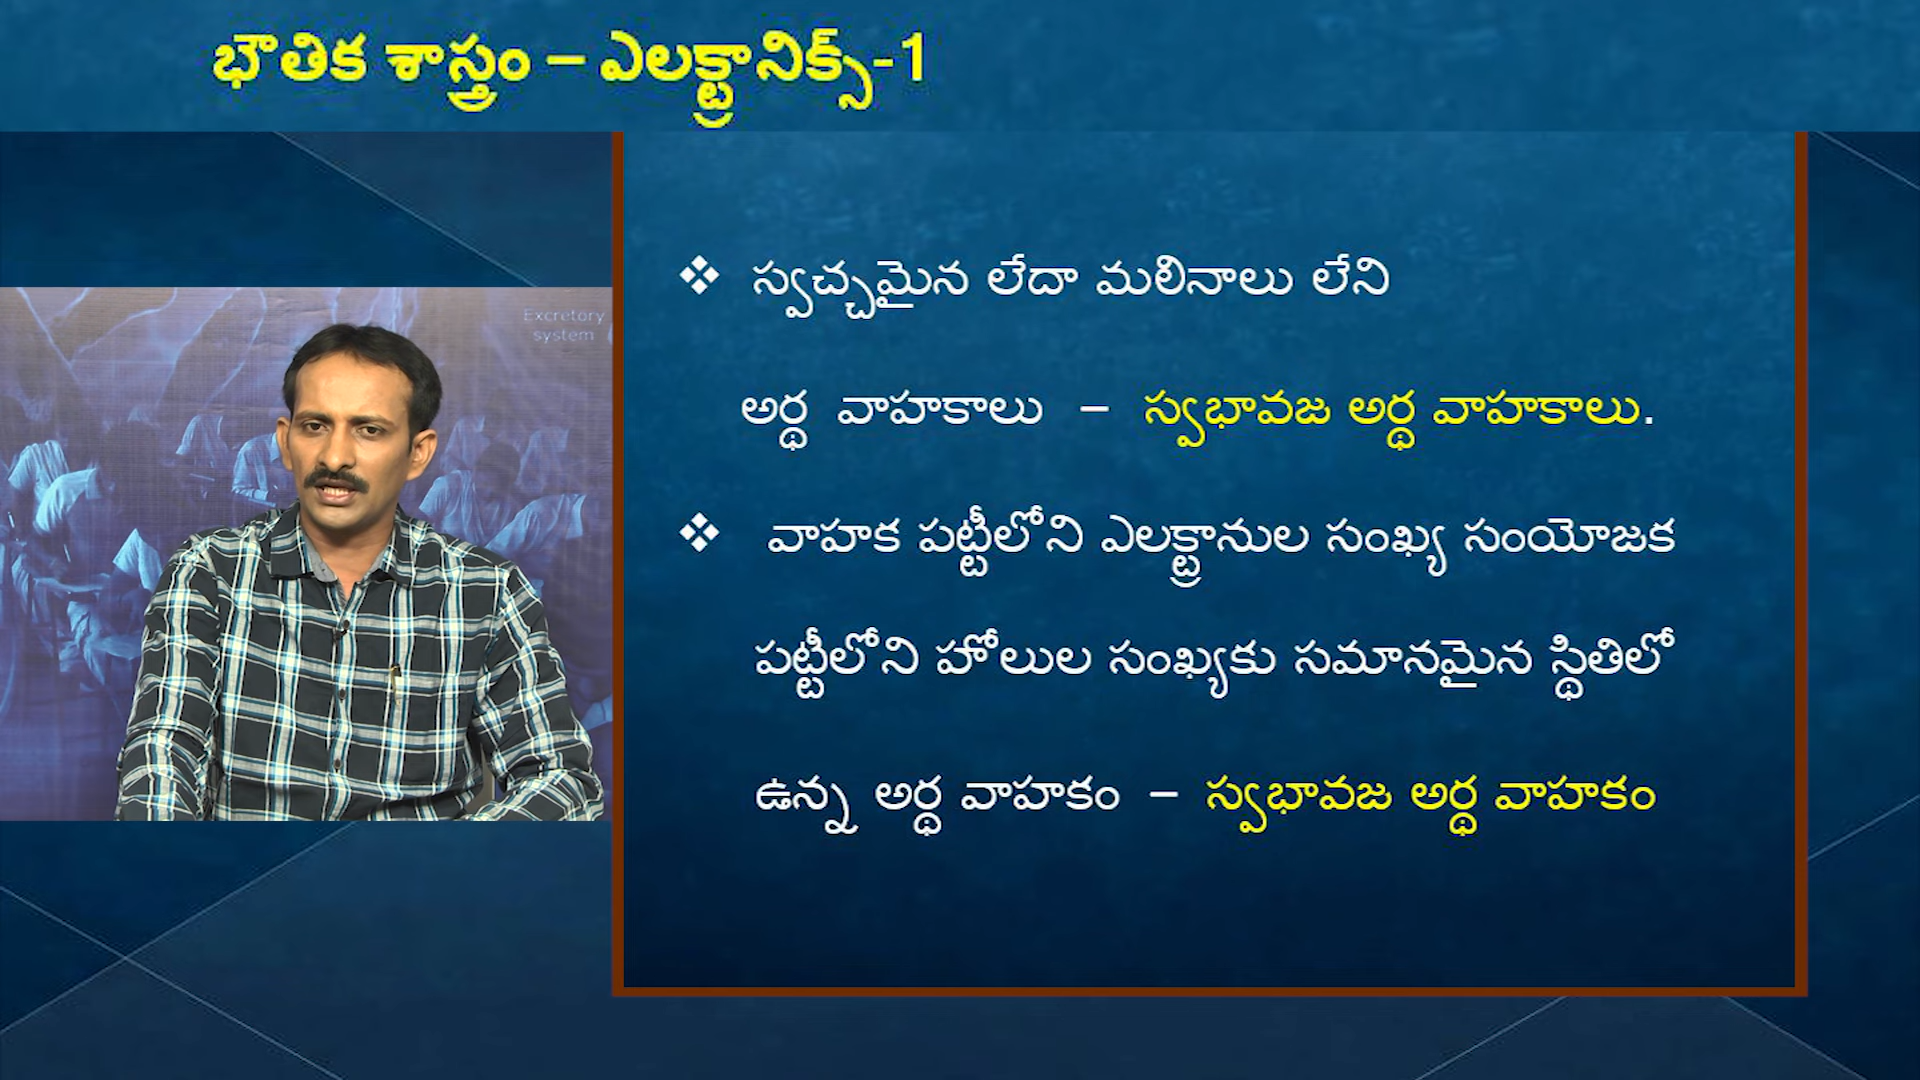 భౌతిక శాస్త్రం – ఎలక్ట్రానిక్స్-1
Excretory
system
❖ స్వచ్చమైన లేదా మలినాలు లేని
అర్థ వాహకాలు – స్వభావజ అర్థ వాహకాలు.
❖ వాహక పట్టీలోని ఎలక్ట్రానుల సంఖ్య సంయోజక
పట్టీలోని హోలుల సంఖ్యకు సమానమైన స్థితిలో
ఉన్న అర్థ వాహకం – స్వభావజ అర్థ వాహకం